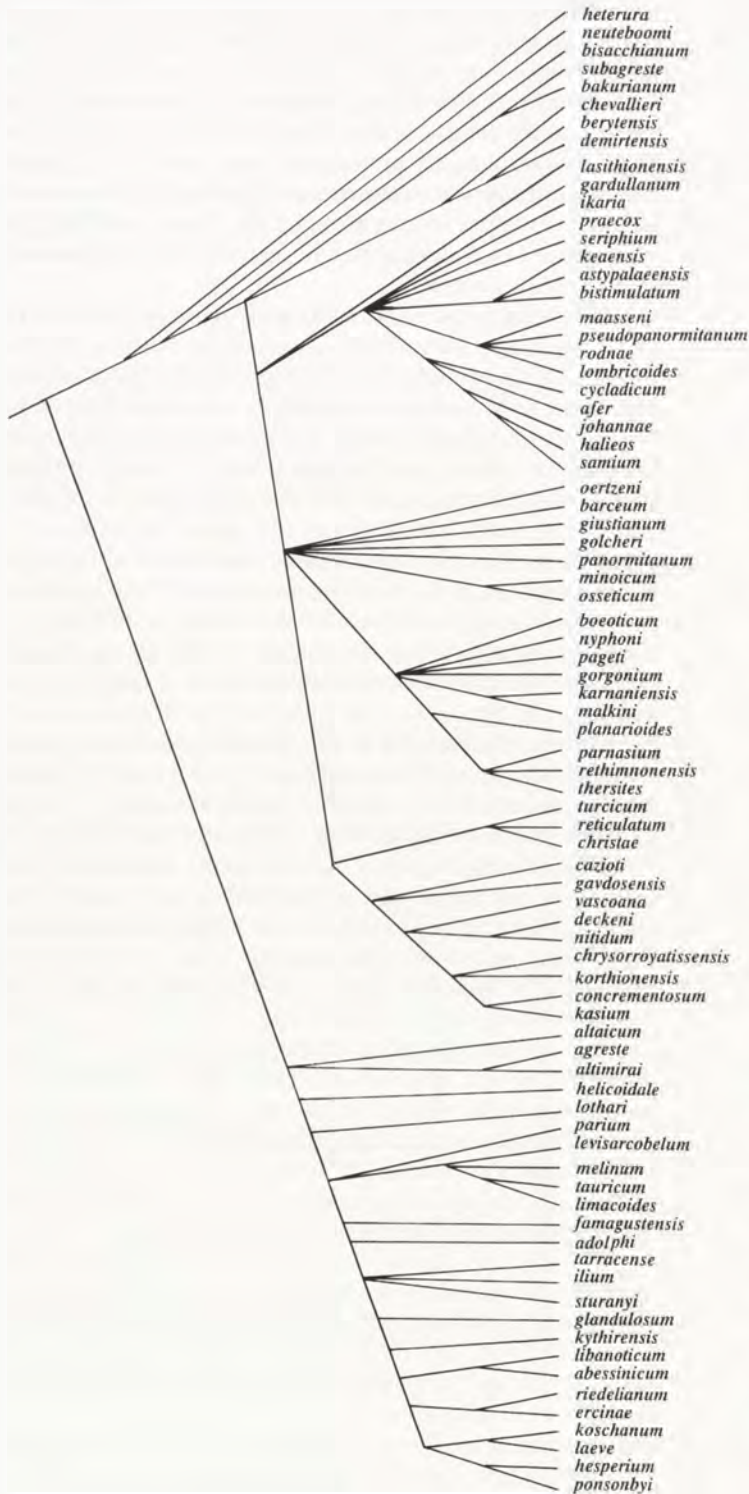 heterura
neuteboomi
bisacchianum
subagreste
bakurianum
chevallieri
berytensis
demirtensis
lasithionensis
gardullanum
ikaria
praecox
seriphium
keaensis
astypalaeensis
bistimulatum
maasseni
pseudopanormitanum
rodnae
lombricoides
cycladicum
afer
johannae
halieos
samium
oertzeni
barceum
giustianum
golcheri
panormitanum
minoicum
osseticum
boeoticum
nyphoni
pageti
gorgonium
karnaniensis
malkini
planarioides
parnasium
rethimnonensis
thersites
turcicum
reticulatum
christae
cazioti
gavdosensis
vascoana
deckeni
nitidum
chrysorroyatissensis
korthionensis
concrementosum
kasium
altaicum
agreste
altimirai
helicoidale
lothari
parium
levisarcobelum
melinum
tauricum
limacoides
famagustensis
adolphi
tarracense
ilium
sturanyi
glandulosum
kythirensis
libanoticum
abessinicum
riedelianum
ercinae
koschanum
laeve
hesperium
ponsonbyi